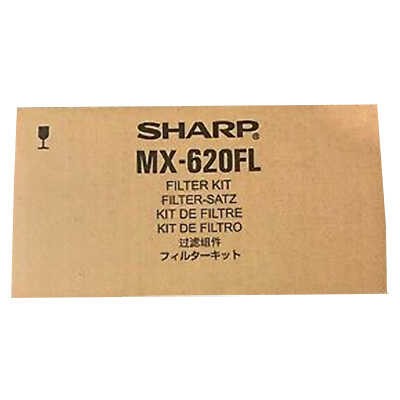 SHARP®
MX-620FL
FILTER KIT
FILTER-SATZ
KIT DE FILTRE
KIT DE FILTRO
过滤组件
フィルターキット